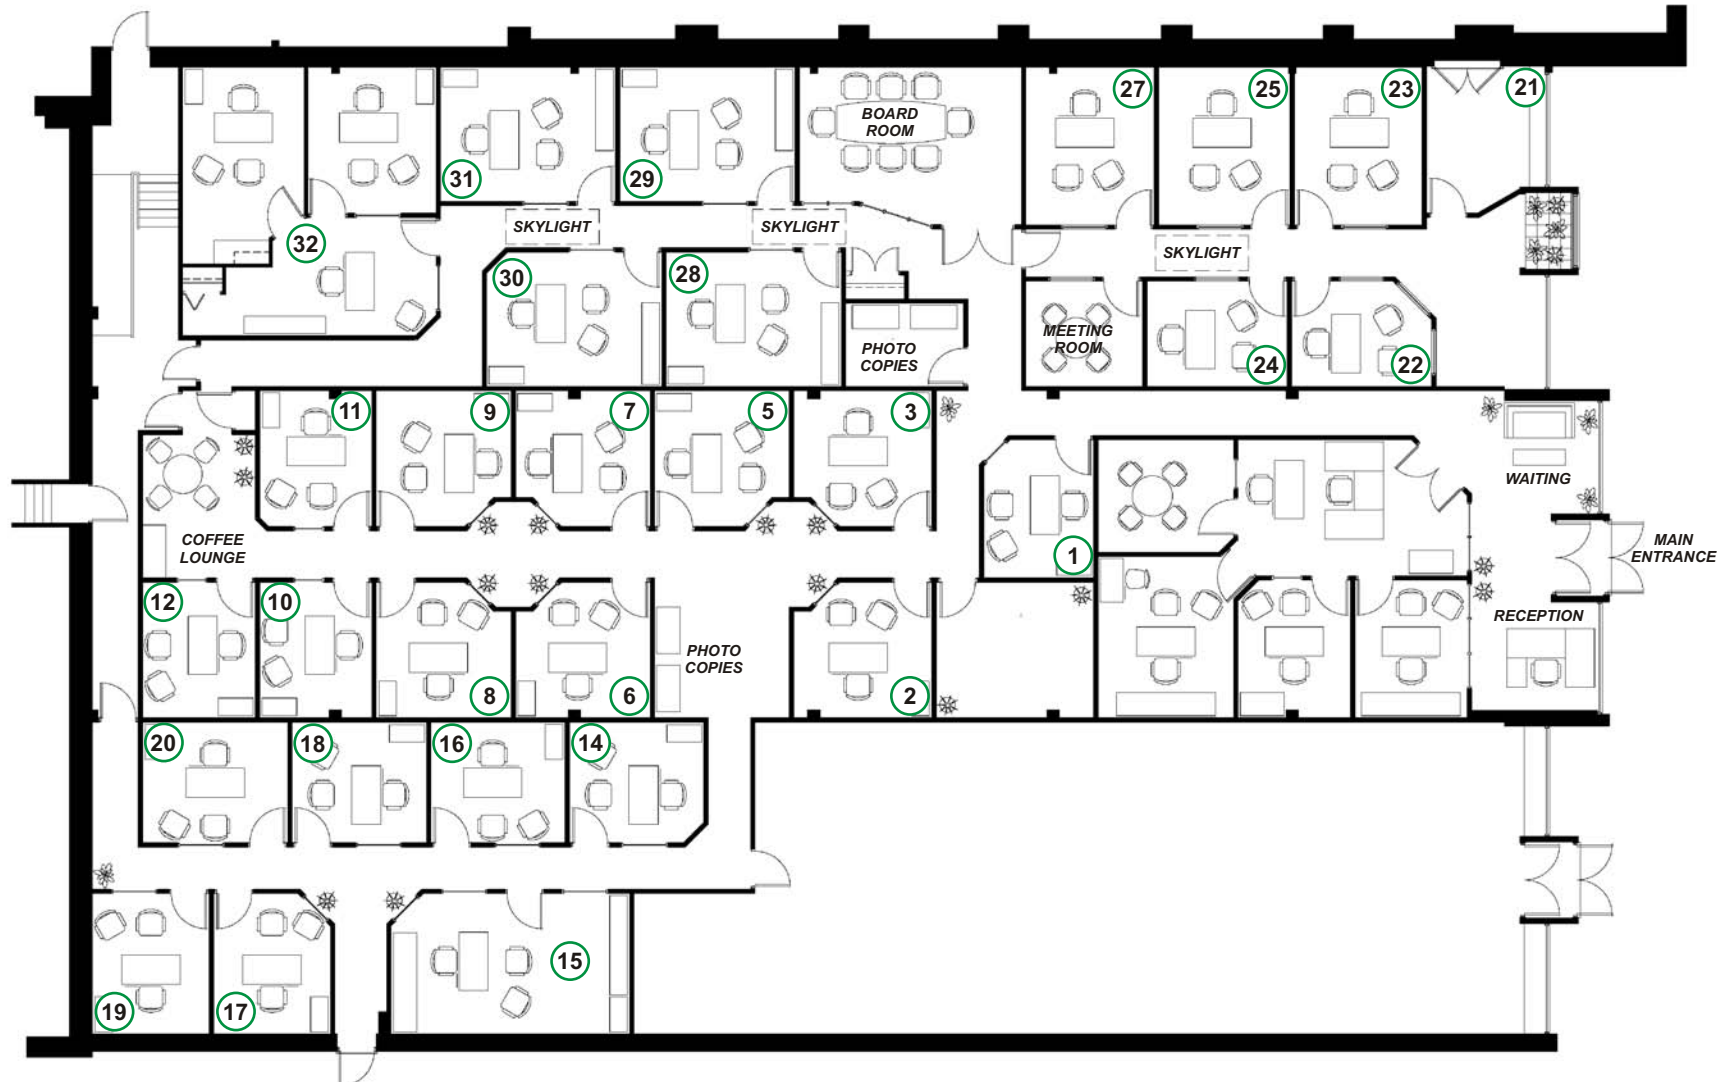 27
25
23
21
BOARD
ROOM
31
29
SKYLIGHT
SKYLIGHT
32
SKYLIGHT
30
28
MEETING
ROOM
PHOTO
COPIES
24
22
11
9
7
5
3
WAITING
COFFEE
LOUNGE
1
MAIN
ENTRANCE
12
10
RECEPTION
PHOTO
COPIES
8
6
2
20
18
16
14
15
19
17